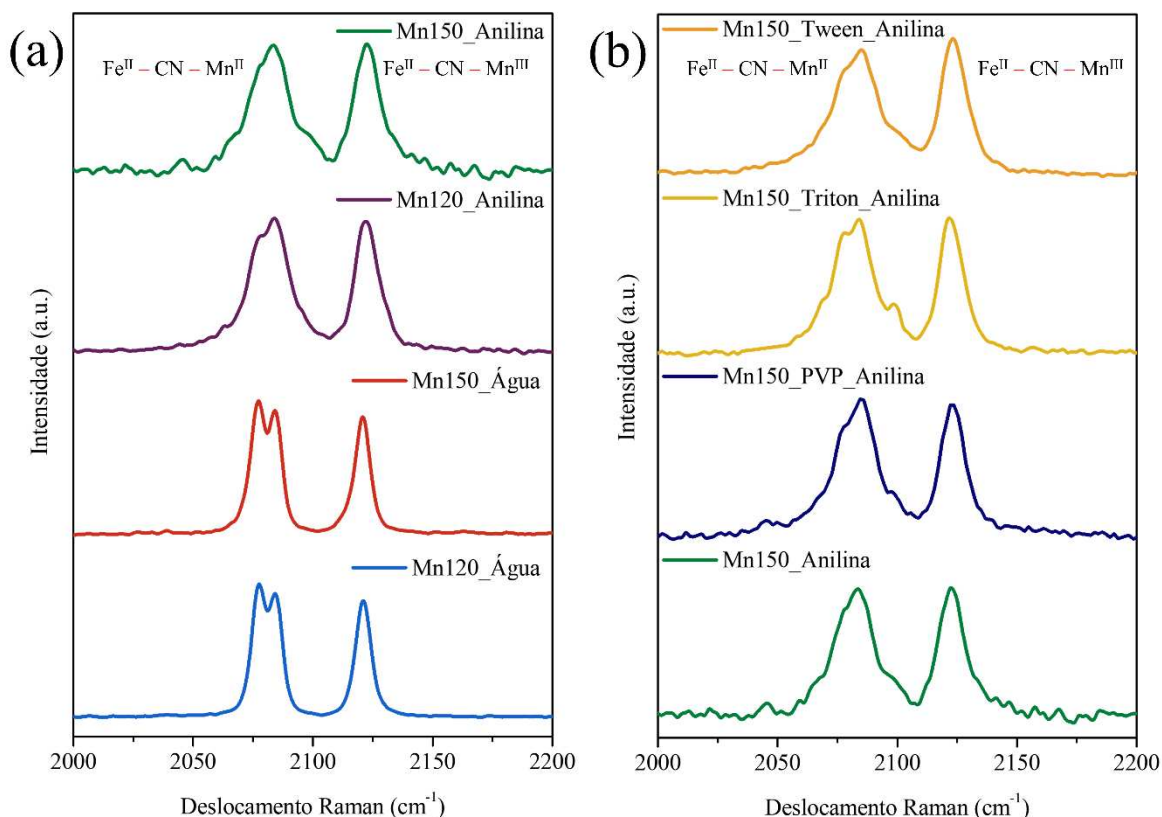 (a)
Mn150_Anilina
Fe^II – CN – Mn^II
Fe^II – CN – Mn^III
Mn120_Anilina
Mn150_Água
Mn120_Água
Intensidade (a.u.)
2000 2050 2100 2150 2200
Deslocamento Raman (cm⁻¹)
(b)
Mn150_Tween_Anilina
Fe^II – CN – Mn^II
Fe^II – CN – Mn^III
Mn150_Triton_Anilina
Mn150_PVP_Anilina
Mn150_Anilina
Intensidade (a.u.)
2000 2050 2100 2150 2200
Deslocamento Raman (cm⁻¹)